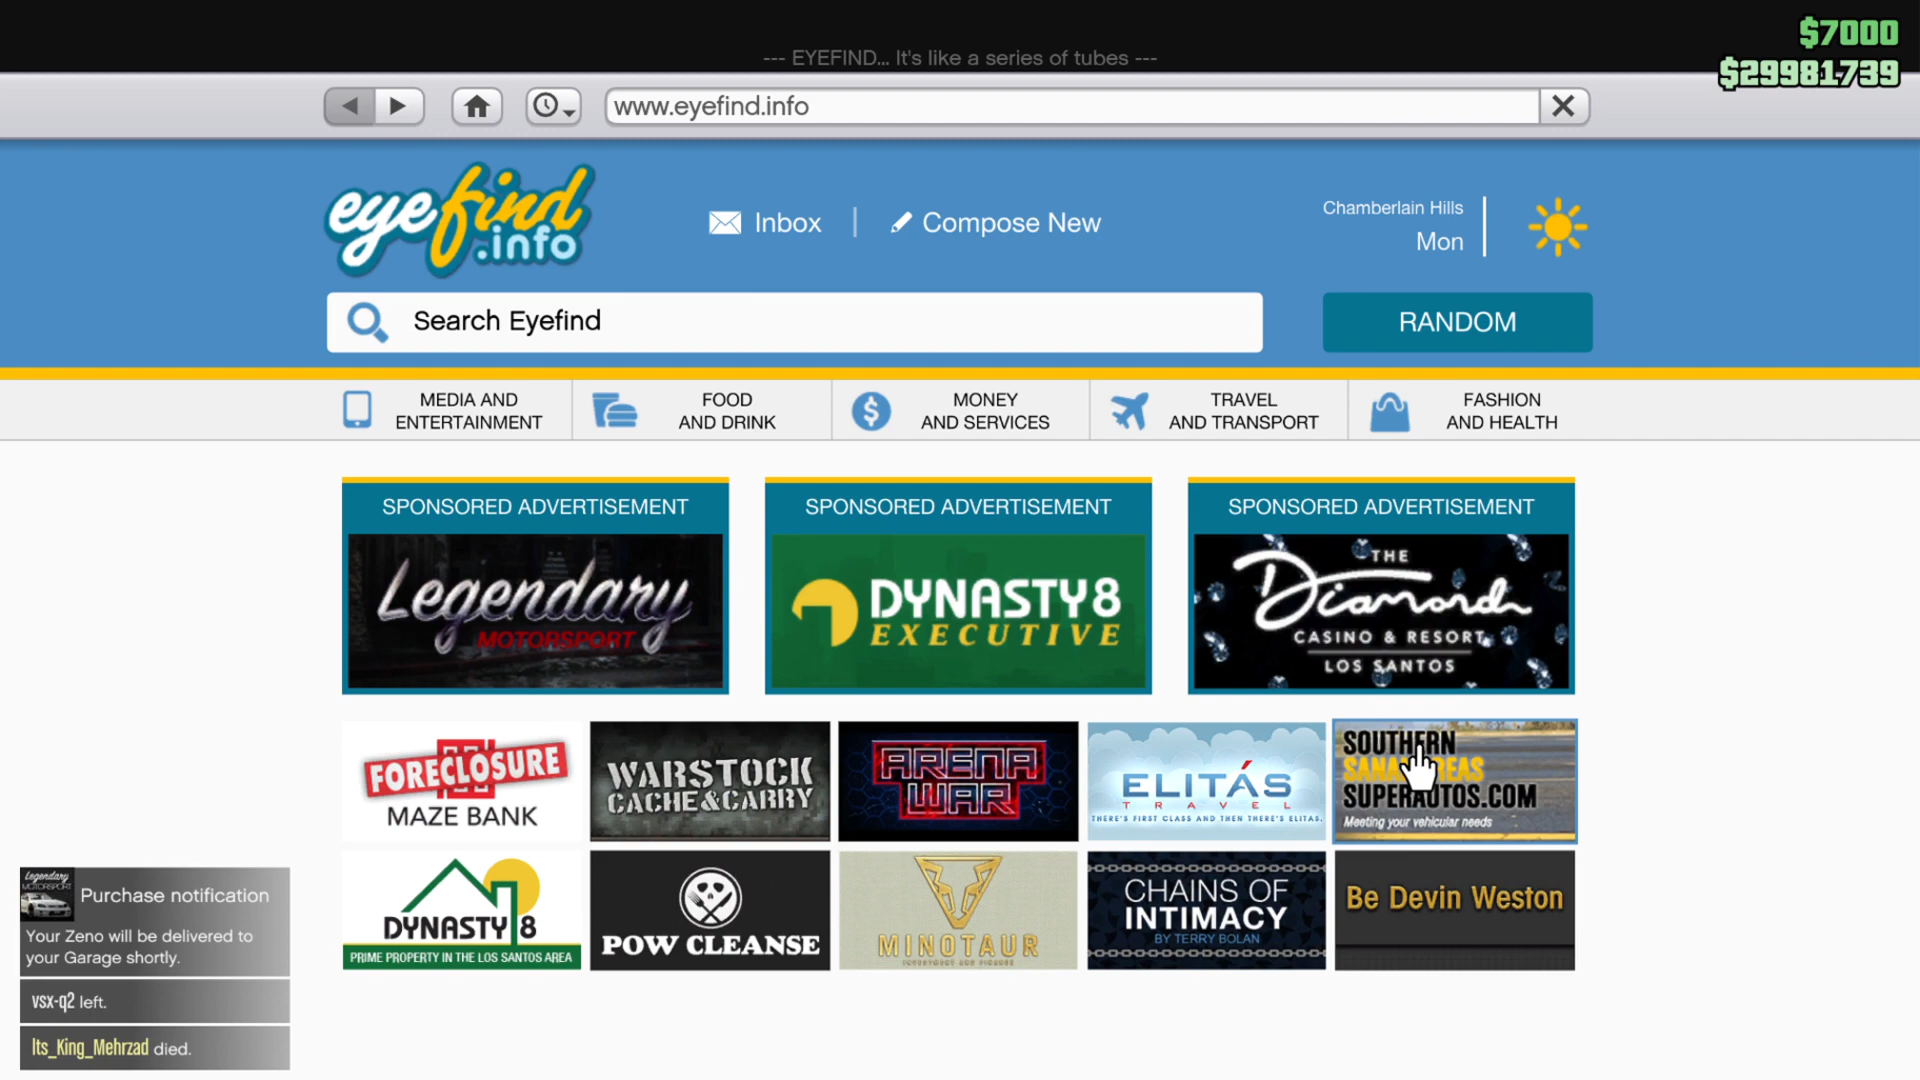 $7000
$29981739
--- EYEFIND... It's like a series of tubes ---
www.eyefind.info
eyefind
.info
Inbox
Compose New
Chamberlain Hills
Mon
Search Eyefind
RANDOM
MEDIA AND
ENTERTAINMENT
FOOD
AND DRINK
MONEY
AND SERVICES
TRAVEL
AND TRANSPORT
FASHION
AND HEALTH
SPONSORED ADVERTISEMENT
Legendary
MOTORSPORT
SPONSORED ADVERTISEMENT
DYNASTY8
EXECUTIVE
SPONSORED ADVERTISEMENT
THE
Diamond
CASINO & RESORT
LOS SANTOS
FORECLOSURE
MAZE BANK
WARSTOCK
CACHE&CARRY
ARENA
WAR
ELITÁS
TRAVEL
THERE'S FIRST CLASS AND THEN THERE'S ELITAS.
SOUTHERN
SUPERAUTOS.COM
Meeting your vehicular needs
DYNASTY 8
PRIME PROPERTY IN THE LOS SANTOS AREA
POW CLEANSE
MINOTAUR
CHAINS OF
INTIMACY
BY TERRY BOLAN
Be Devin Weston
Legendary
MOTORSPORT
Purchase notification
Your Zeno will be delivered to
your Garage shortly.
vsx-q2 left.
Its_King_Mehrzad died.